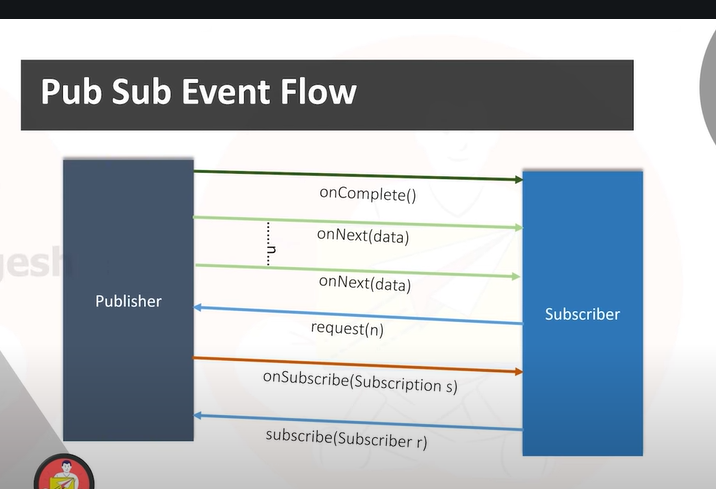 Pub Sub Event Flow
onComplete()
onNext(data)
......n......
onNext(data)
Publisher
Subscriber
request(n)
onSubscribe(Subscription s)
subscribe(Subscriber r)